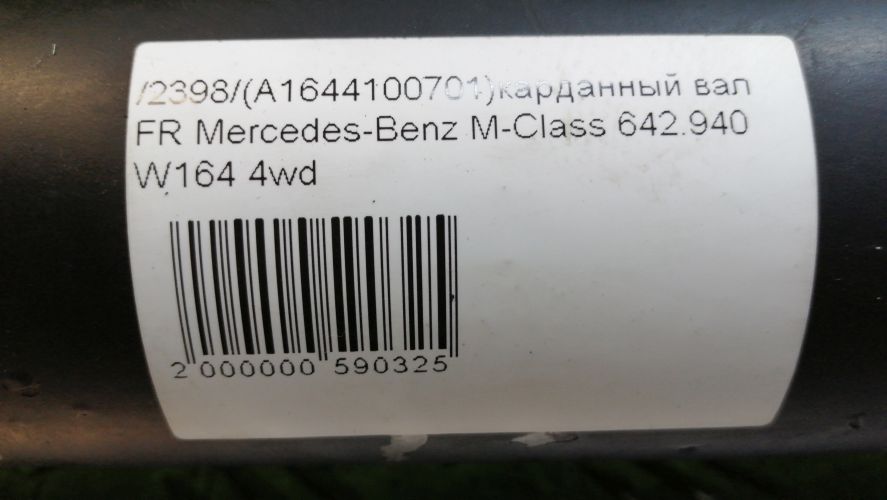 /2398/(A1644100701)карданный вал
FR Mercedes-Benz M-Class 642.940
W164 4wd
2 000000 590325